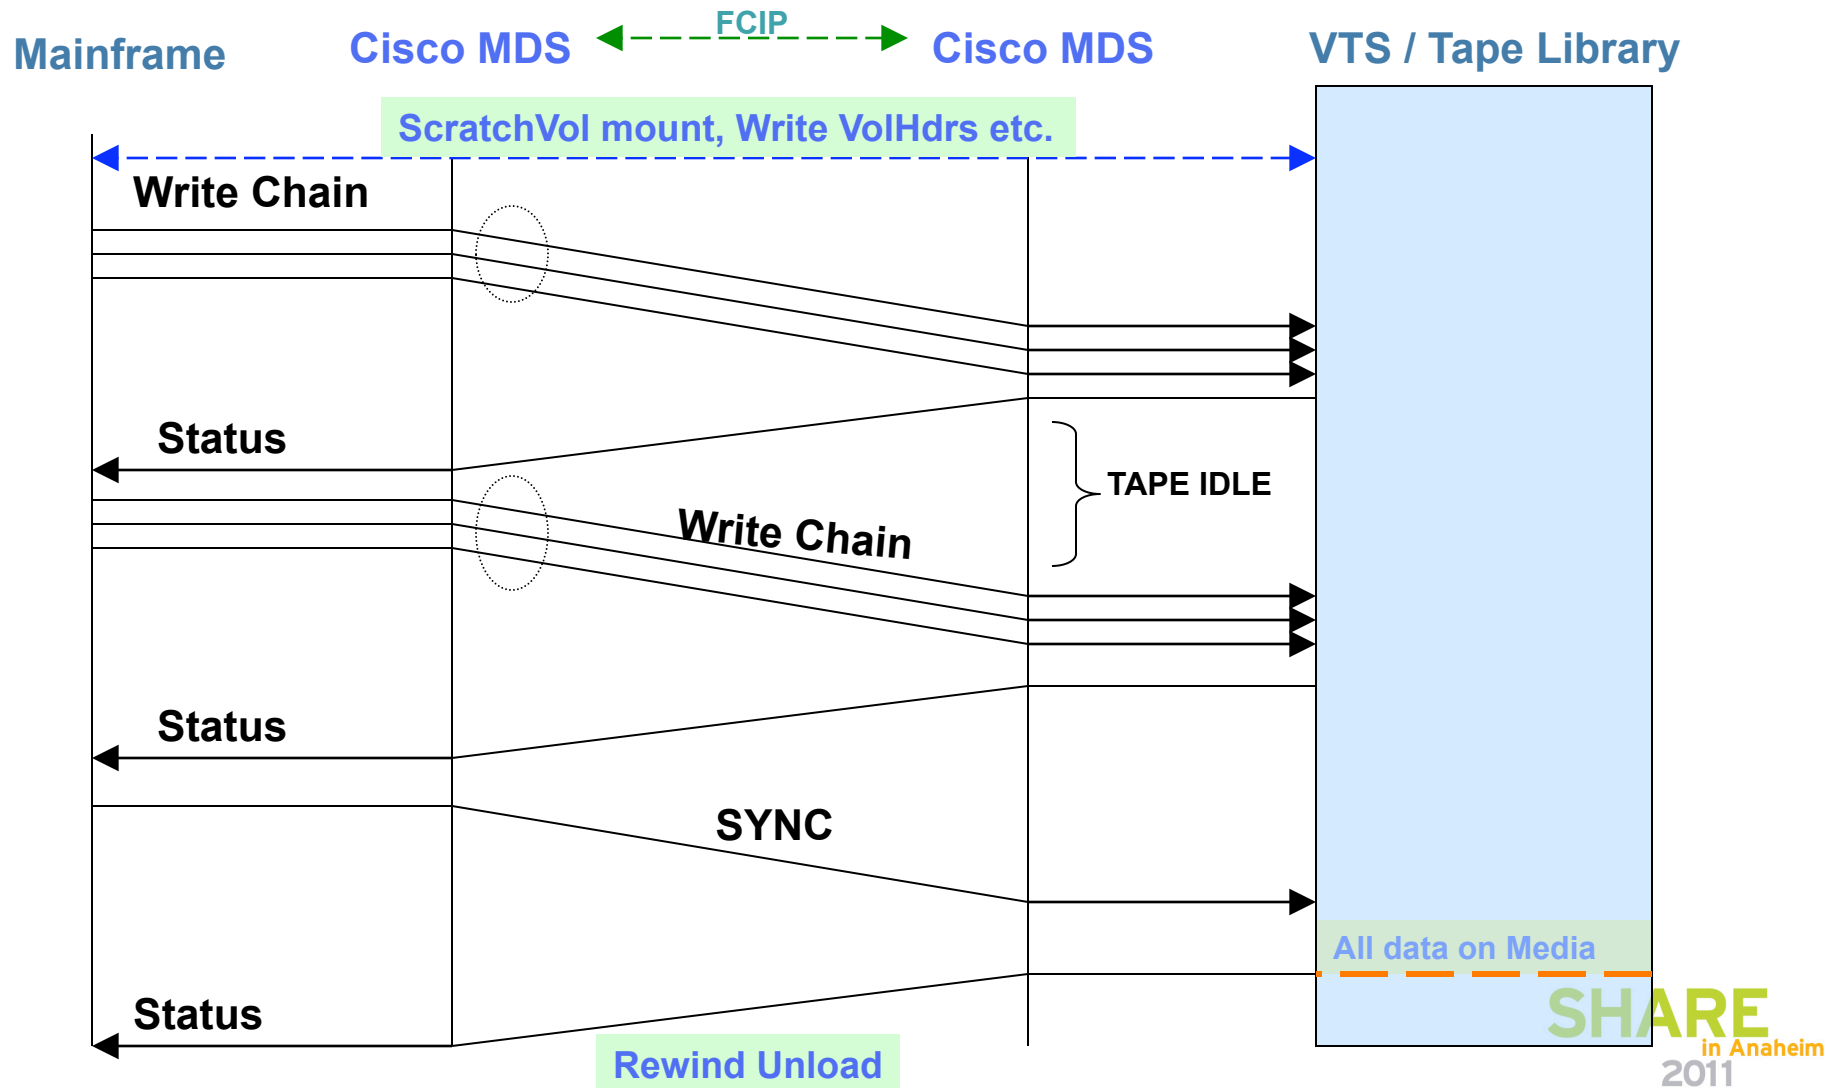 Mainframe
Cisco MDS
FCIP
Cisco MDS
VTS / Tape Library
ScratchVol mount, Write VolHdrs etc.
Write Chain
Status
TAPE IDLE
Write Chain
Status
SYNC
All data on Media
Status
Rewind Unload
SHARE
in Anaheim
2011